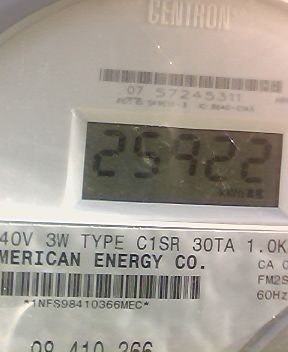 CENTRON
07 57245311
25922
40V 3W TYPE C1SR 30TA 1.0K
MERICAN ENERGY CO.
CA 0
FM2S
60Hz
*1NFS98410366MEC*
98 410 366